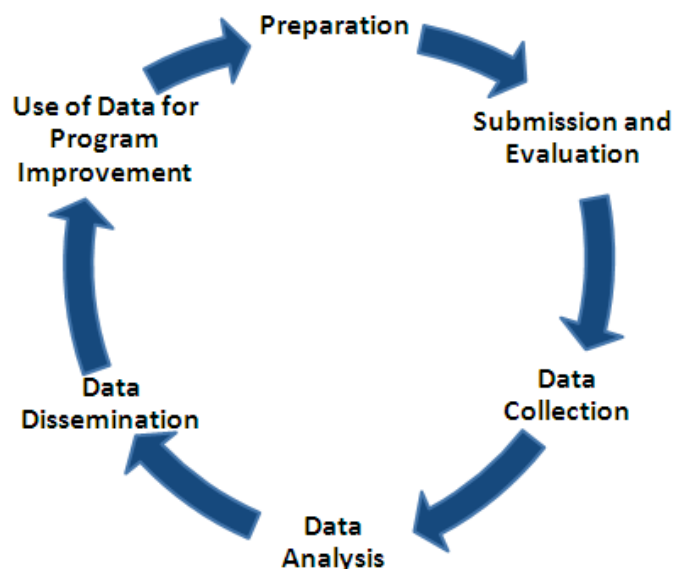 Preparation
Submission and
Evaluation
Data
Collection
Data
Analysis
Data
Dissemination
Use of Data for
Program
Improvement